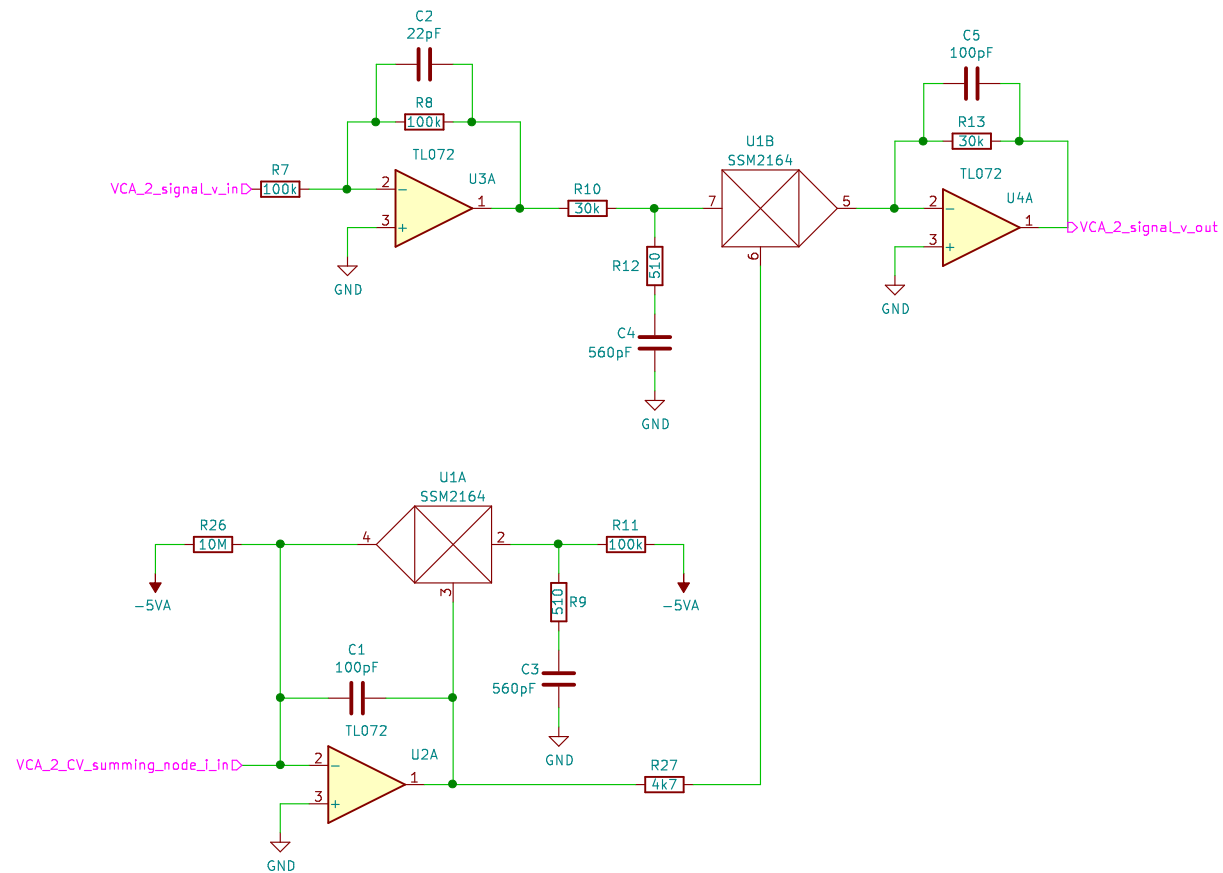 C2
22pF
C5
100pF
R8
100k
R13
30k
U1B
SSM2164
TL072
TL072
R7
100k
VCA_2_signal_v_in
2
−
U3A
1
3
+
GND
R10
30k
7
5
6
2
−
U4A
1
3
+
VCA_2_signal_v_out
GND
R12
510
C4
560pF
GND
U1A
SSM2164
R26
10M
4
2
3
R11
100k
−5VA
−5VA
510
R9
C1
100pF
C3
560pF
TL072
GND
VCA_2_CV_summing_node_i_in
2
−
U2A
1
3
+
R27
4k7
GND